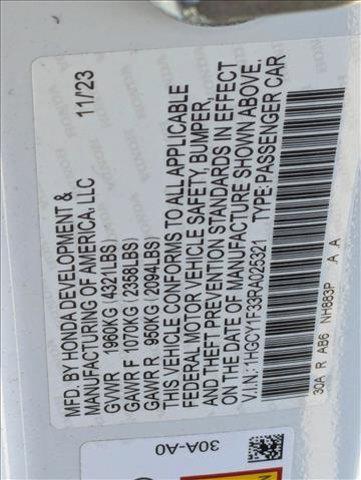 MFD. BY HONDA DEVELOPMENT &
MANUFACTURING OF AMERICA, LLC 11/23
GVWR 1960KG (4321LBS)
GAWR F 1070KG (2358LBS)
GAWR R 950KG (2094LBS)
THIS VEHICLE CONFORMS TO ALL APPLICABLE
FEDERAL MOTOR VEHICLE SAFETY, BUMPER,
AND THEFT PREVENTION STANDARDS IN EFFECT
ON THE DATE OF MANUFACTURE SHOWN ABOVE.
V.I.N.: 1HGCY1F33RA026321 TYPE: PASSENGER CAR
30A R AB6 NH883P A A
30A-A0